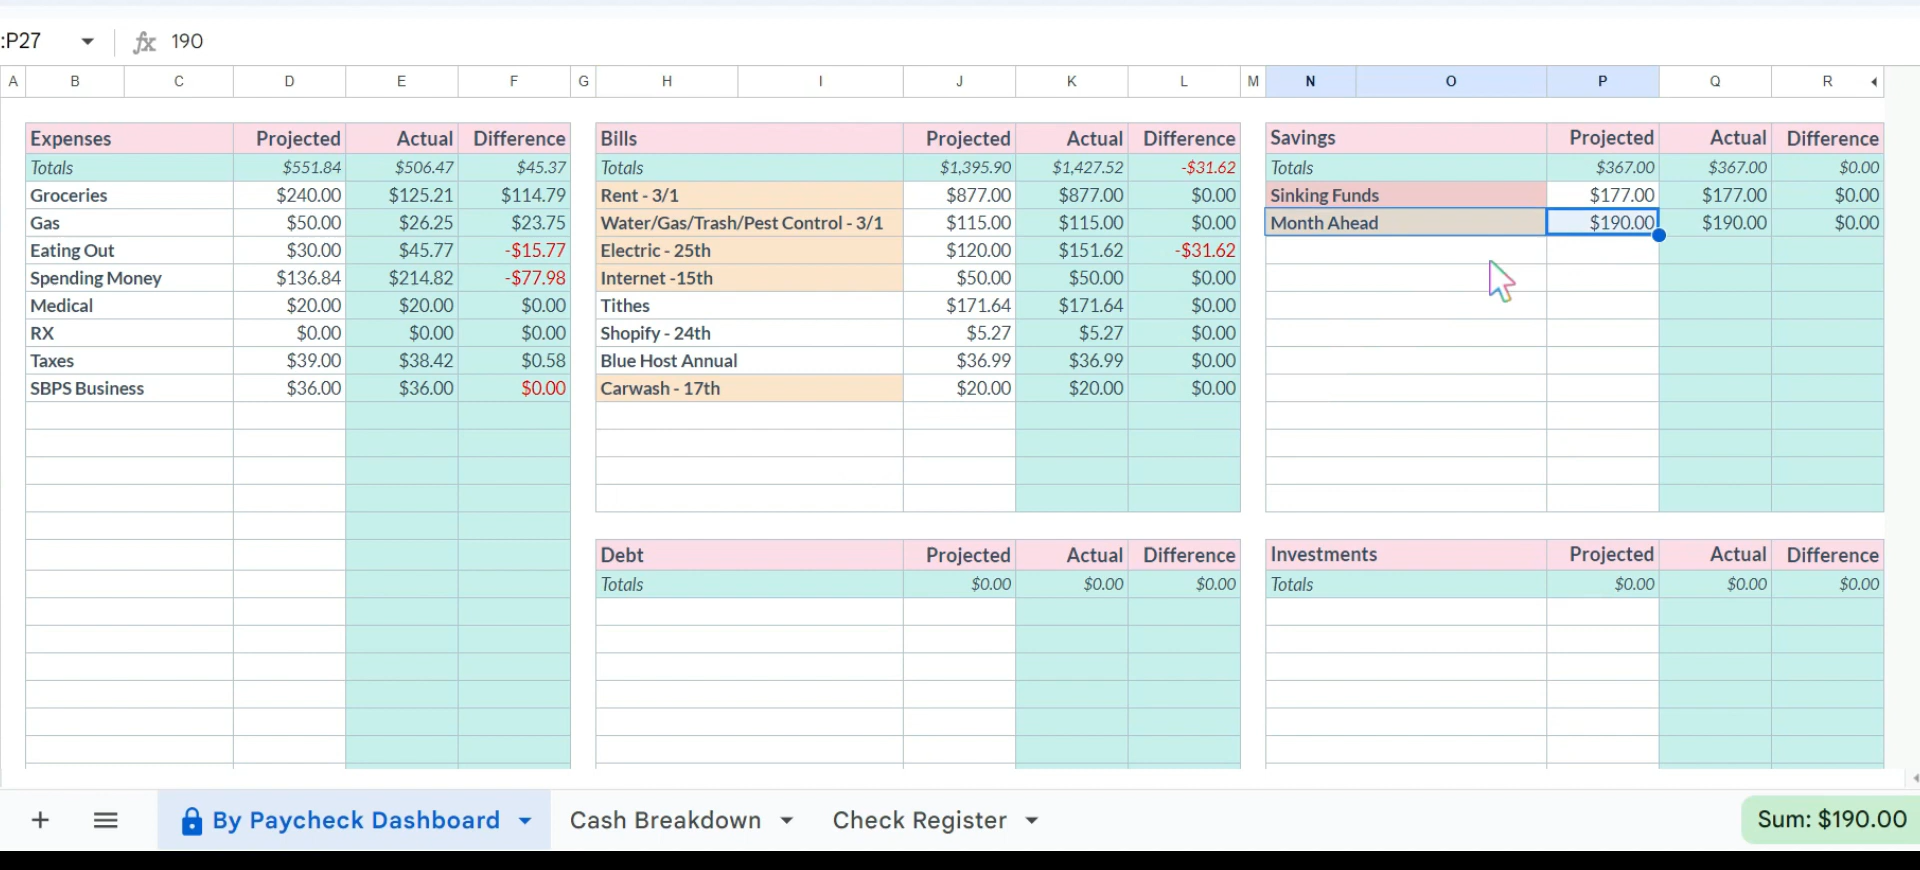 :P27 fx 190
A B C D E F G H I J K L M N O P Q R
Expenses Projected Actual Difference
Totals $551.84 $506.47 $45.37
Groceries $240.00 $125.21 $114.79
Gas $50.00 $26.25 $23.75
Eating Out $30.00 $45.77 -$15.77
Spending Money $136.84 $214.82 -$77.98
Medical $20.00 $20.00 $0.00
RX $0.00 $0.00 $0.00
Taxes $39.00 $38.42 $0.58
SBPS Business $36.00 $36.00 $0.00
Bills Projected Actual Difference
Totals $1,395.90 $1,427.52 -$31.62
Rent - 3/1 $877.00 $877.00 $0.00
Water/Gas/Trash/Pest Control - 3/1 $115.00 $115.00 $0.00
Electric - 25th $120.00 $151.62 -$31.62
Internet -15th $50.00 $50.00 $0.00
Tithes $171.64 $171.64 $0.00
Shopify - 24th $5.27 $5.27 $0.00
Blue Host Annual $36.99 $36.99 $0.00
Carwash - 17th $20.00 $20.00 $0.00
Savings Projected Actual Difference
Totals $367.00 $367.00 $0.00
Sinking Funds $177.00 $177.00 $0.00
Month Ahead $190.00 $190.00 $0.00
Debt Projected Actual Difference
Totals $0.00 $0.00 $0.00
Investments Projected Actual Difference
Totals $0.00 $0.00 $0.00
By Paycheck Dashboard Cash Breakdown Check Register Sum: $190.00